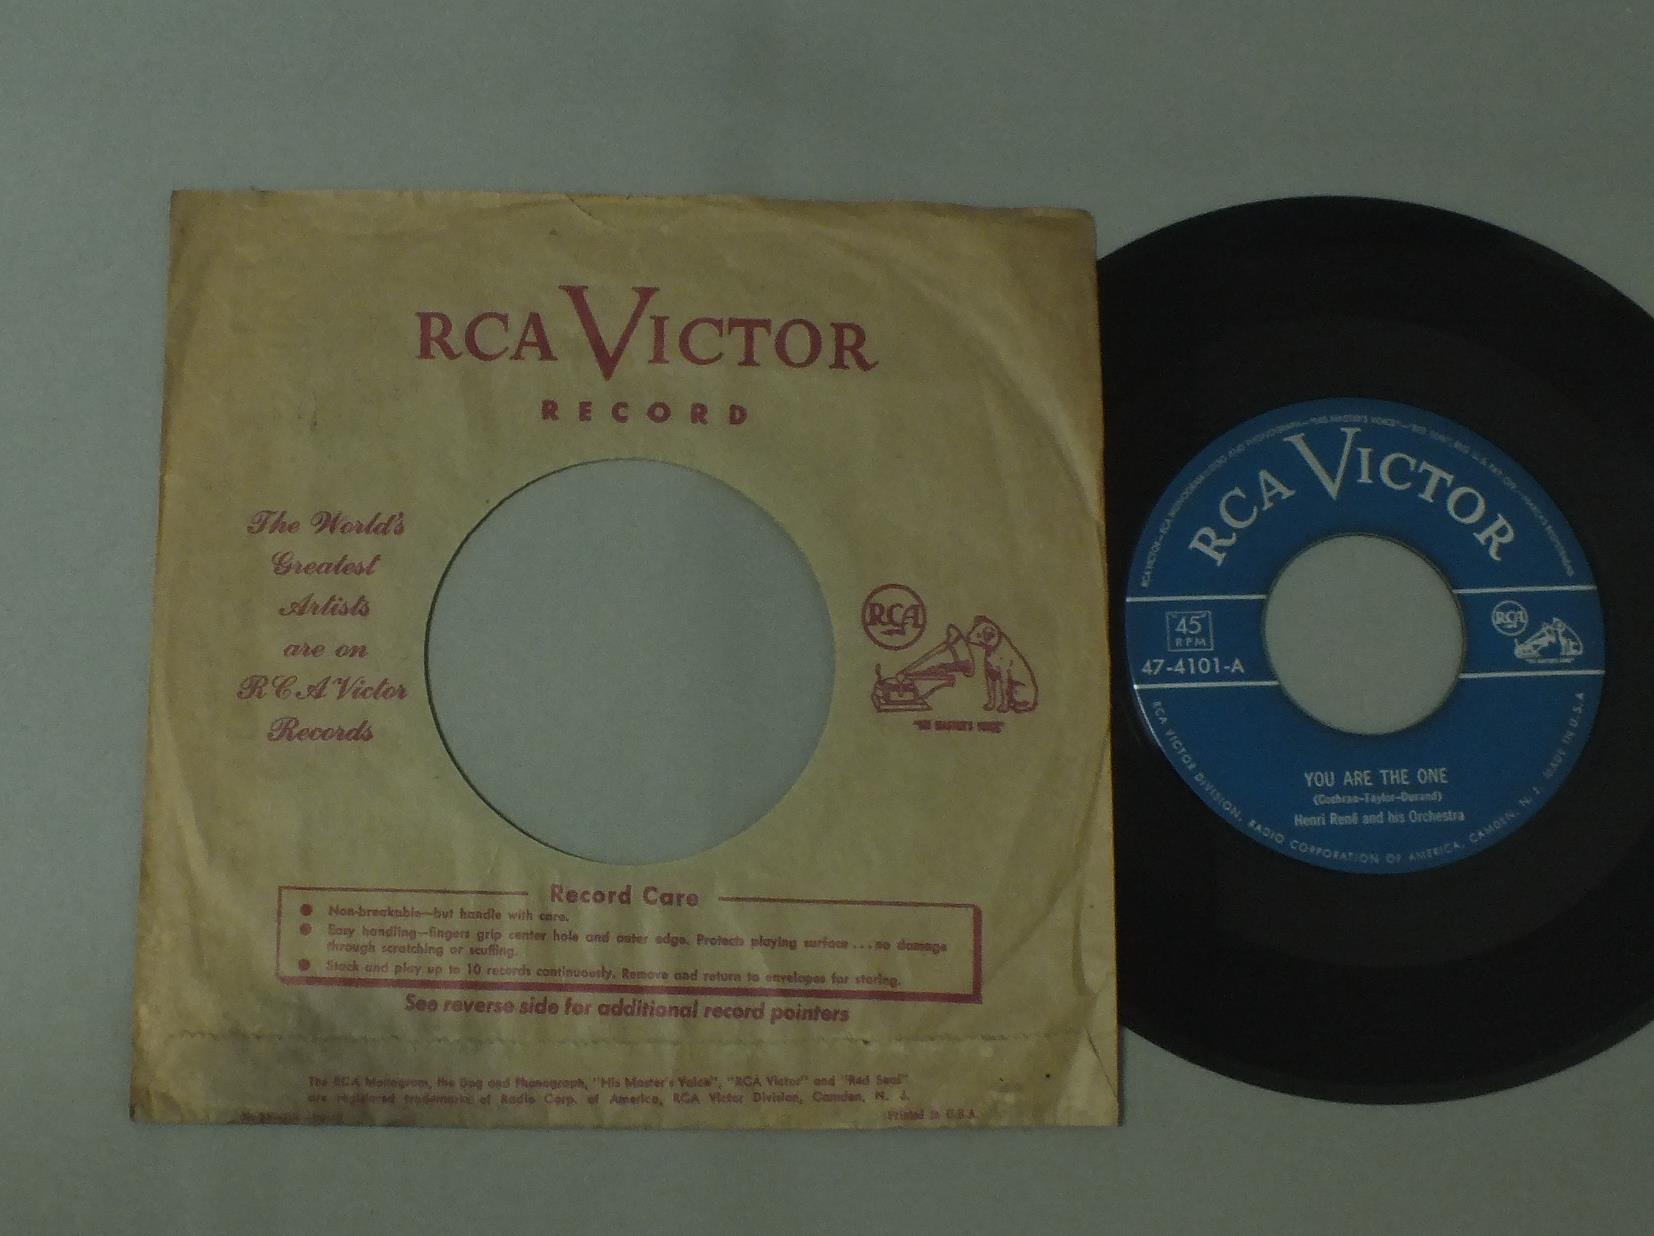 RCA VICTOR
RECORD
The World's
Greatest
Artists
are on
RCA Victor
Records
RCA
"HIS MASTER'S VOICE"
Record Care
Non-breakable—but handle with care.
Easy handling—fingers grip center hole and outer edge. Protects playing surface...no damage
through scratching or scuffing.
Stack and play up to 10 records continuously. Remove and return to envelopes for storing.
See reverse side for additional record pointers
The RCA Monogram, the Dog and Phonograph, "His Master's Voice", "RCA Victor" and "Red Seal"
are registered trademarks of Radio Corp. of America, RCA Victor Division, Camden, N. J.
Printed in U.S.A.
RCA VICTOR
45
RPM
47-4101-A
RCA
YOU ARE THE ONE
(Cochran-Taylor-Durand)
Henri René and his Orchestra
RCA VICTOR DIVISION, RADIO CORPORATION OF AMERICA, CAMDEN, N. J. MADE IN U.S.A